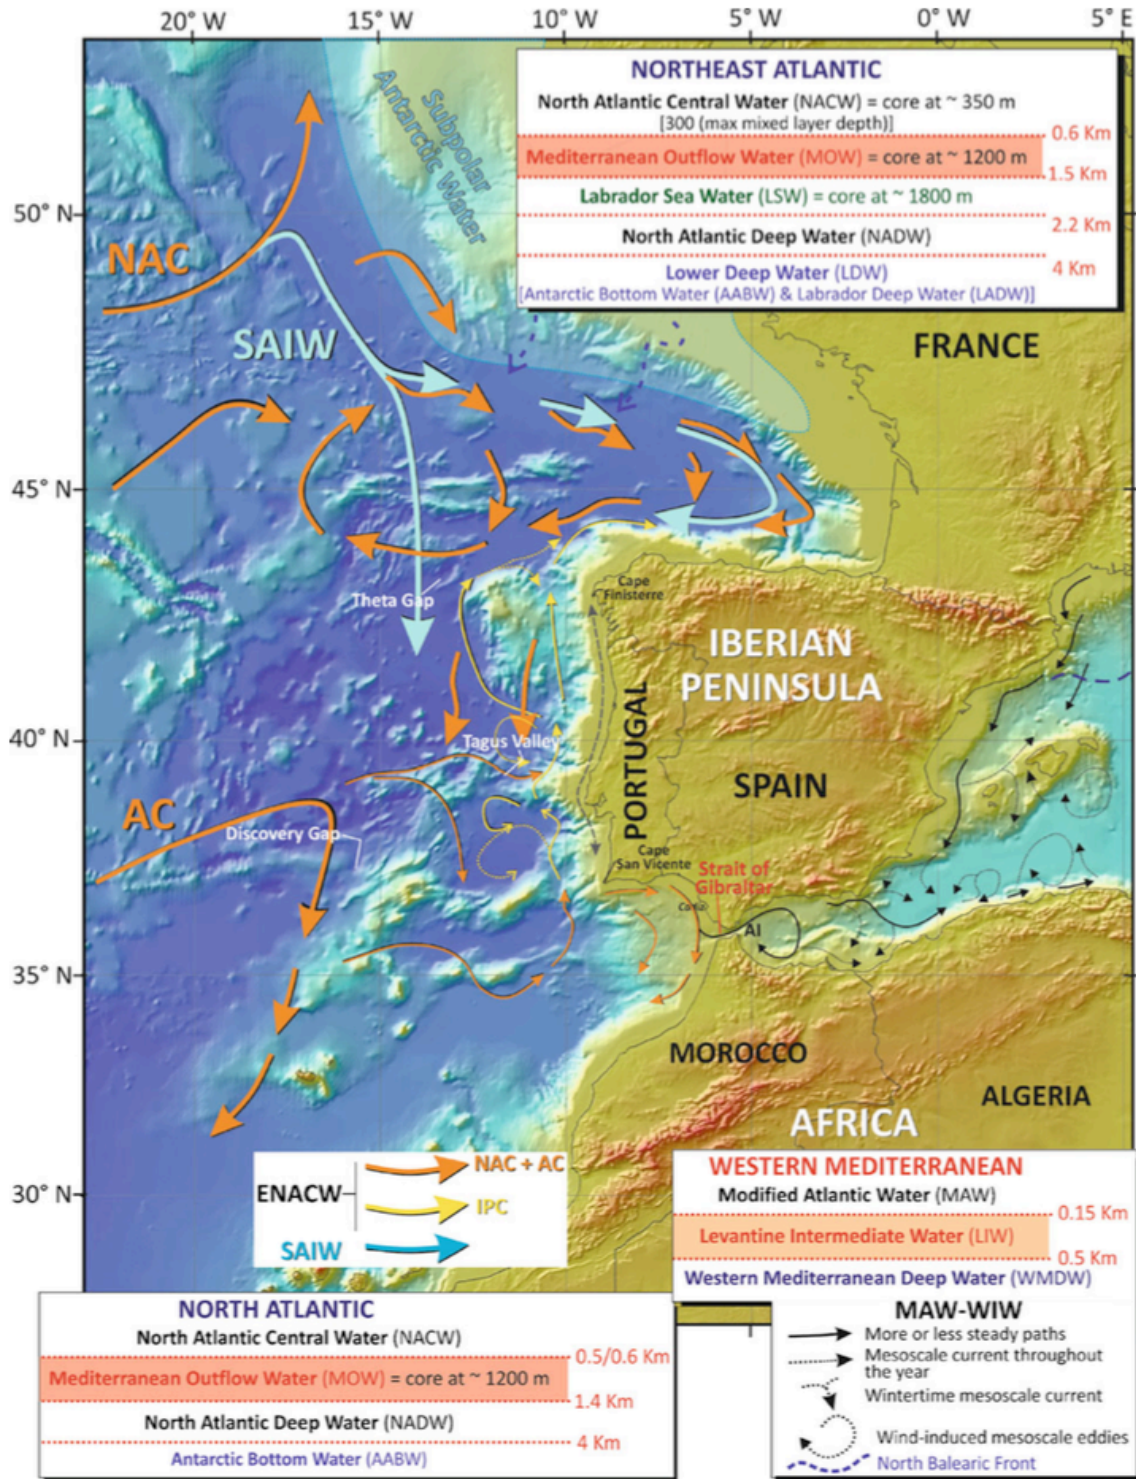 20° W 15° W 10° W 5° W 0° W 5° E
NORTHEAST ATLANTIC
North Atlantic Central Water (NACW) = core at ~ 350 m
[300 (max mixed layer depth)]
0.6 Km
Mediterranean Outflow Water (MOW) = core at ~ 1200 m
1.5 Km
Labrador Sea Water (LSW) = core at ~ 1800 m
2.2 Km
North Atlantic Deep Water (NADW)
4 Km
Lower Deep Water (LDW)
[Antarctic Bottom Water (AABW) & Labrador Deep Water (LADW)]
Subpolar
Antarctic Water
50° N
NAC
SAIW
FRANCE
45° N
Theta Gap
Cape
Finisterre
IBERIAN
PENINSULA
40° N
Tagus Valley
PORTUGAL
SPAIN
AC
Discovery Gap
Cape
San Vicente
Strait of
Gibraltar
AI
35° N
MOROCCO
ALGERIA
AFRICA
30° N
ENACW
NAC + AC
IPC
SAIW
WESTERN MEDITERRANEAN
Modified Atlantic Water (MAW)
0.15 Km
Levantine Intermediate Water (LIW)
0.5 Km
Western Mediterranean Deep Water (WMDW)
NORTH ATLANTIC
North Atlantic Central Water (NACW)
0.5/0.6 Km
Mediterranean Outflow Water (MOW) = core at ~ 1200 m
1.4 Km
North Atlantic Deep Water (NADW)
4 Km
Antarctic Bottom Water (AABW)
MAW-WIW
More or less steady paths
Mesoscale current throughout
the year
Wintertime mesoscale current
Wind-induced mesoscale eddies
North Balearic Front